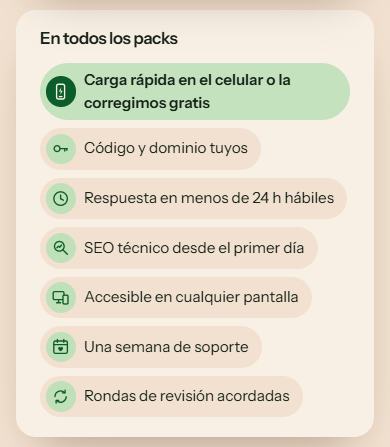 En todos los packs
Carga rápida en el celular o la
corregimos gratis
Código y dominio tuyos
Respuesta en menos de 24 h hábiles
SEO técnico desde el primer día
Accesible en cualquier pantalla
Una semana de soporte
Rondas de revisión acordadas